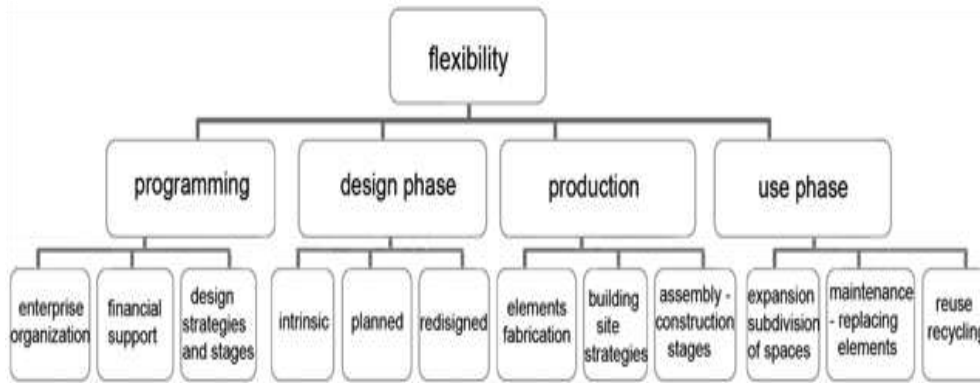 flexibility
programming
design phase
production
use phase
enterprise
organization
financial
support
design
strategies
and stages
intrinsic
planned
redisigned
elements
fabrication
building
site
strategies
assembly -
construction
stages
expansion
subdivision
of spaces
maintenance
- replacing
elements
reuse
recycling